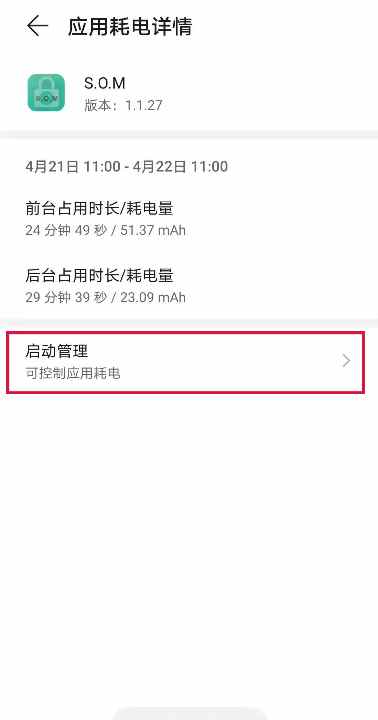 应用耗电详情
S.O.M
S.O.M
版本：1.1.27
4月21日 11:00 - 4月22日 11:00
前台占用时长/耗电量
24 分钟 49 秒 / 51.37 mAh
后台占用时长/耗电量
29 分钟 39 秒 / 23.09 mAh
启动管理
可控制应用耗电